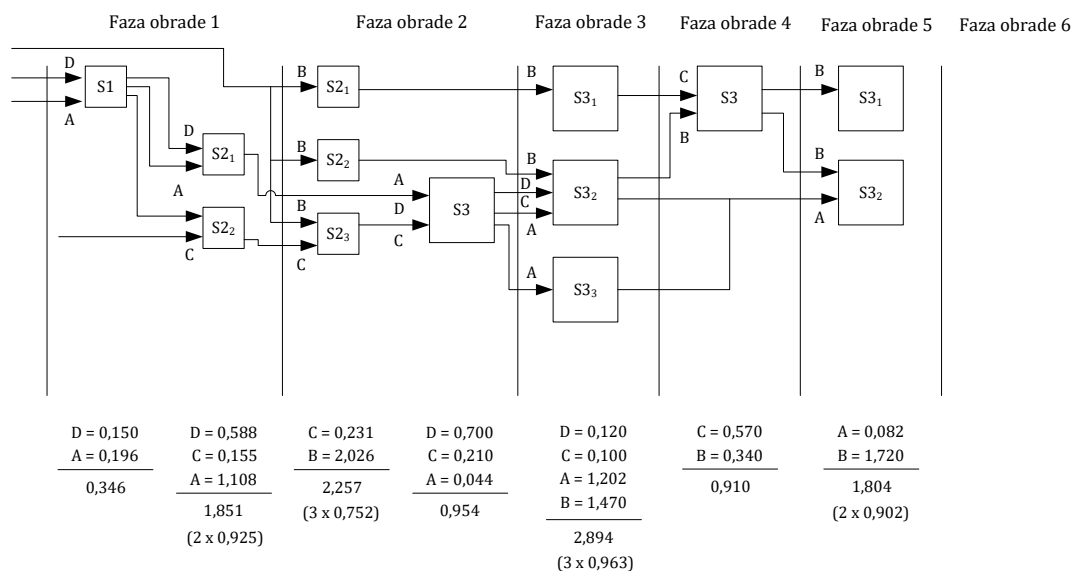 Faza obrade 1 Faza obrade 2 Faza obrade 3 Faza obrade 4 Faza obrade 5 Faza obrade 6
D
S1
A
D
S2₁
A
S2₂
C
B
S2₁
B
S2₂
B
S2₃
C
A
D
S3
C
B
S3₁
B
D
S3₂
C
A
A
S3₃
C
S3
B
B
S3₁
B
S3₂
A
D = 0,150
A = 0,196
0,346
D = 0,588
C = 0,155
A = 1,108
1,851
(2 x 0,925)
C = 0,231
B = 2,026
2,257
(3 x 0,752)
D = 0,700
C = 0,210
A = 0,044
0,954
D = 0,120
C = 0,100
A = 1,202
B = 1,470
2,894
(3 x 0,963)
C = 0,570
B = 0,340
0,910
A = 0,082
B = 1,720
1,804
(2 x 0,902)